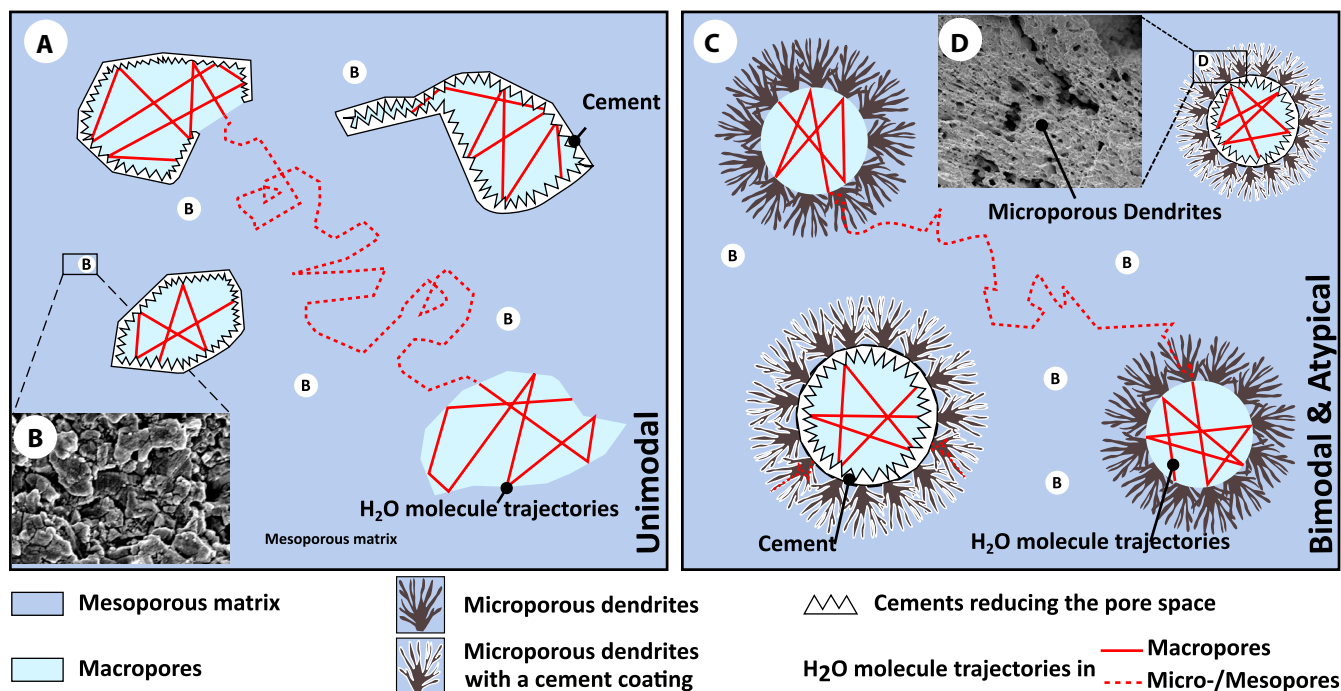 A
B
Cement
B
B
B
B
B
H2O molecule trajectories
Mesoporous matrix
Unimodal
C
D
D
Microporous Dendrites
B
B
B
B
Cement
H2O molecule trajectories
Bimodal & Atypical
Mesoporous matrix
Macropores
Microporous dendrites
Microporous dendrites
with a cement coating
Cements reducing the pore space
H2O molecule trajectories in
Macropores
Micro-/Mesopores